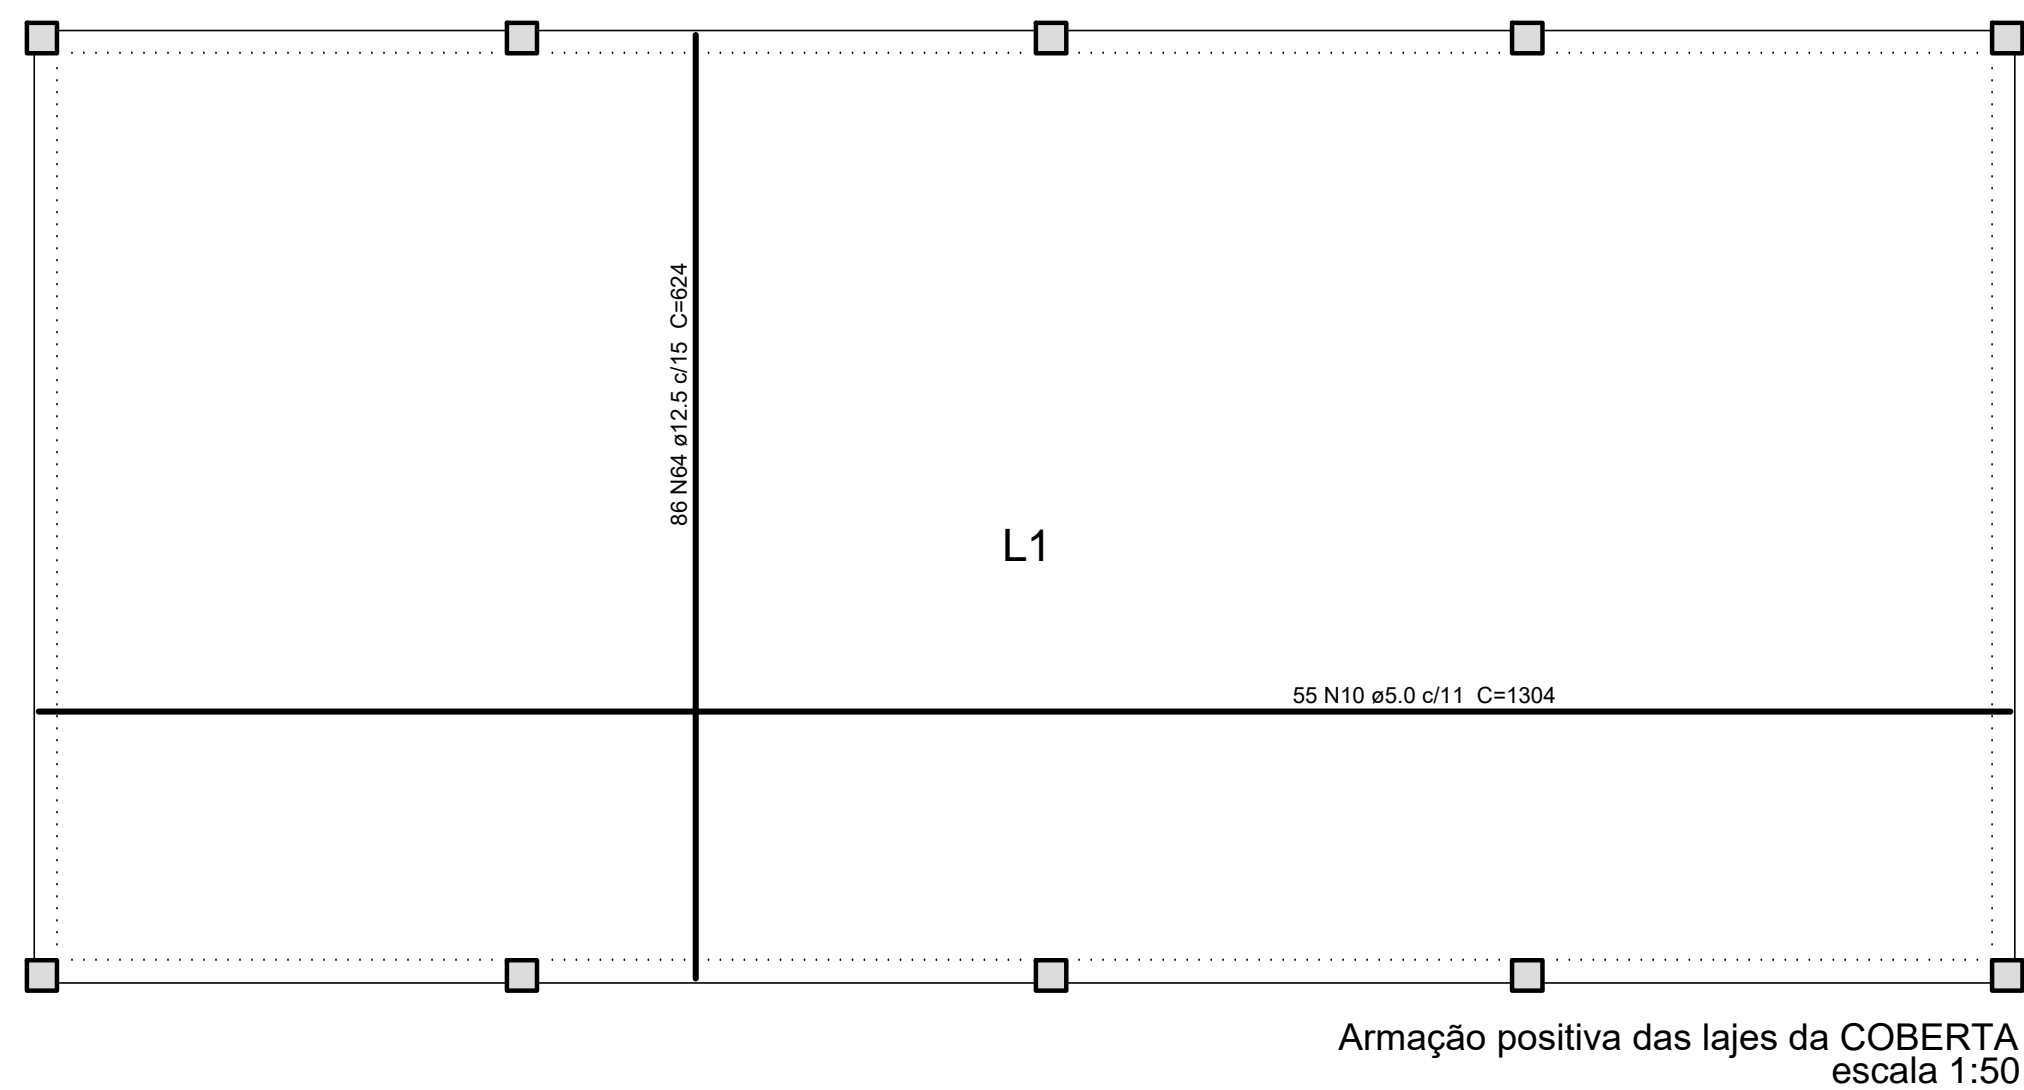 86 N64 ø12.5 c/15 C=624
L1
55 N10 ø5.0 c/11 C=1304
Armação positiva das lajes da COBERTA
escala 1:50